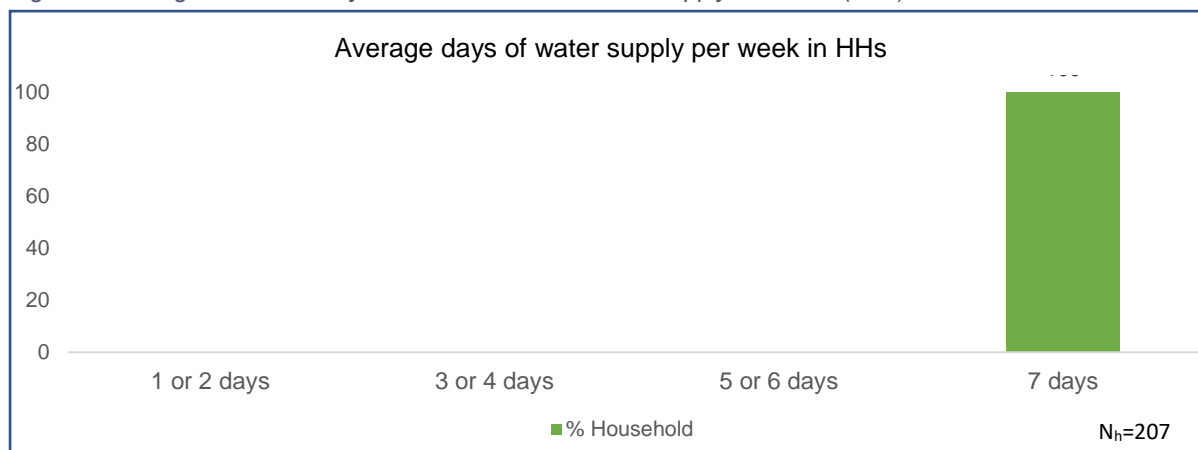 Average days of water supply per week in HHs
100
80
60
40
20
0
1 or 2 days
3 or 4 days
5 or 6 days
7 days
% Household
Nh=207